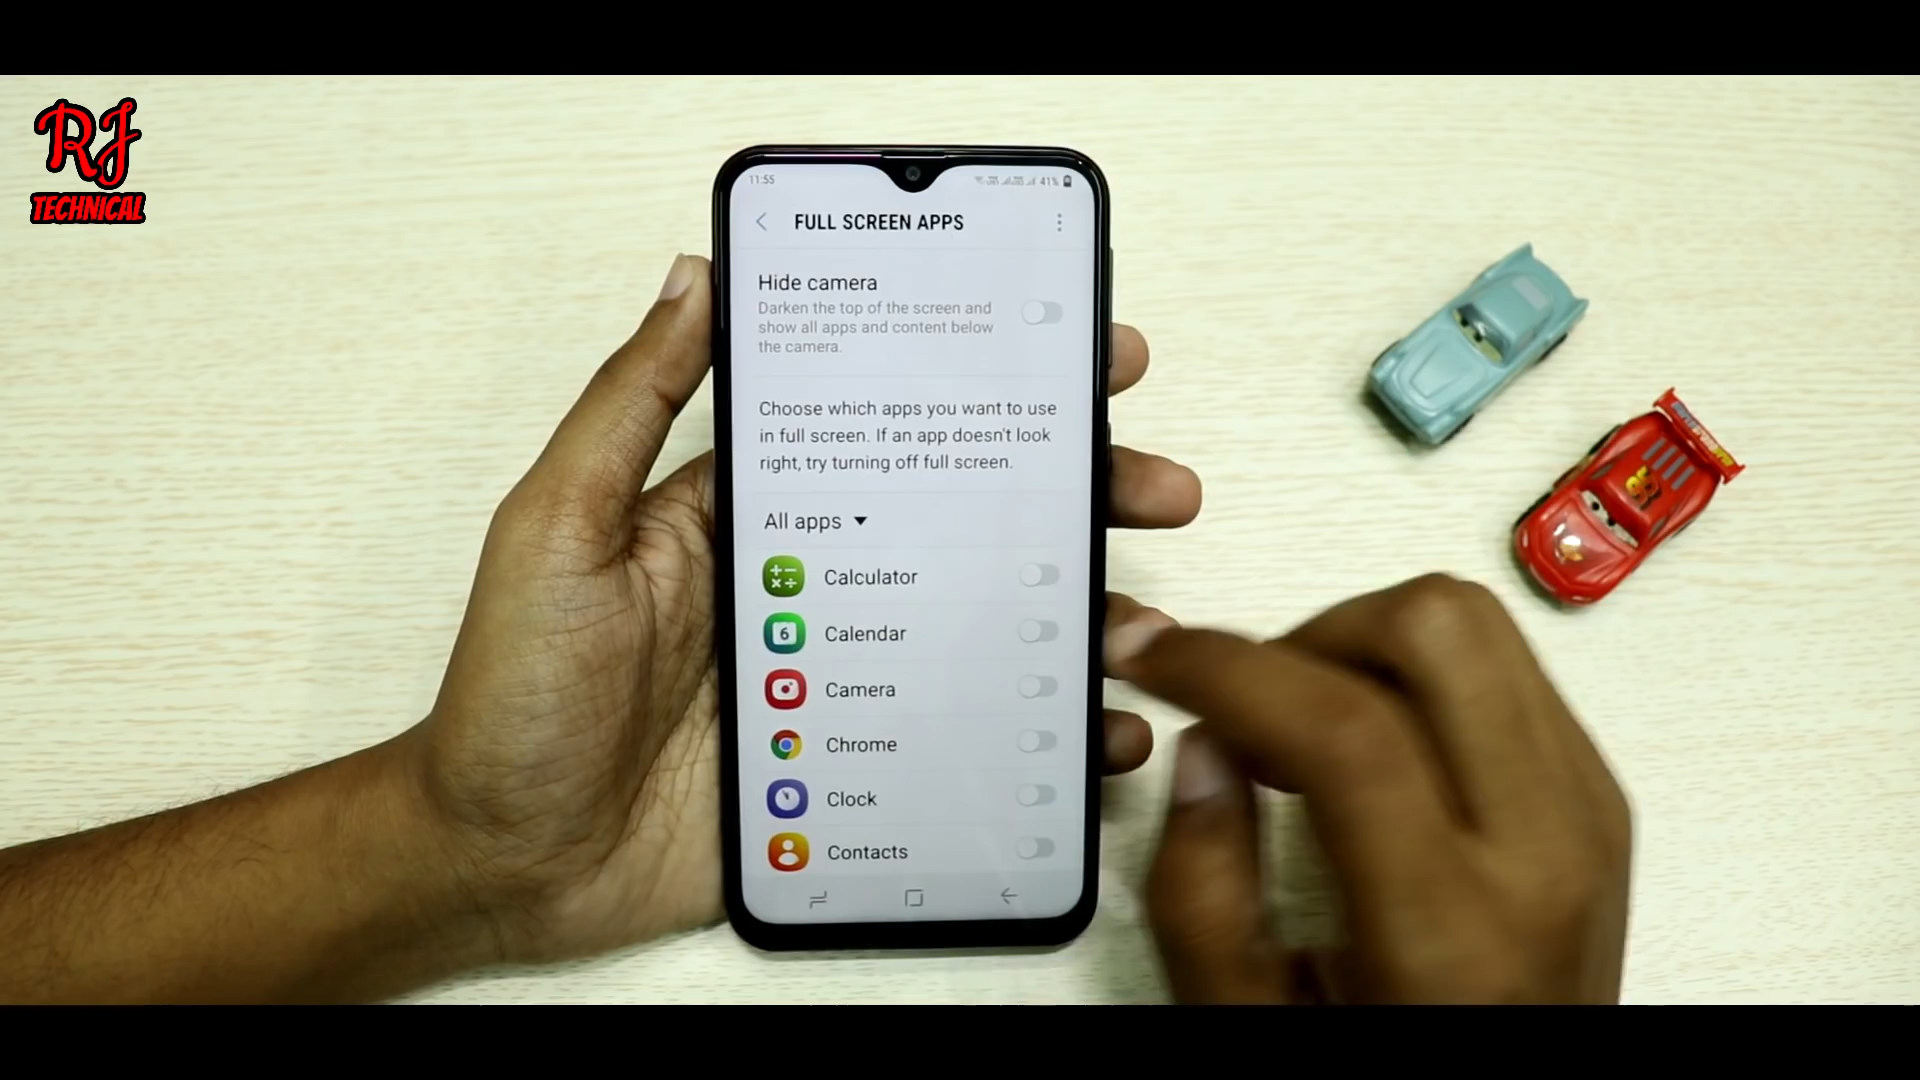 RJ
TECHNICAL
11:55
41%
FULL SCREEN APPS
Hide camera
Darken the top of the screen and
show all apps and content below
the camera.
Choose which apps you want to use
in full screen. If an app doesn't look
right, try turning off full screen.
All apps
Calculator
6
Calendar
Camera
Chrome
Clock
Contacts
95